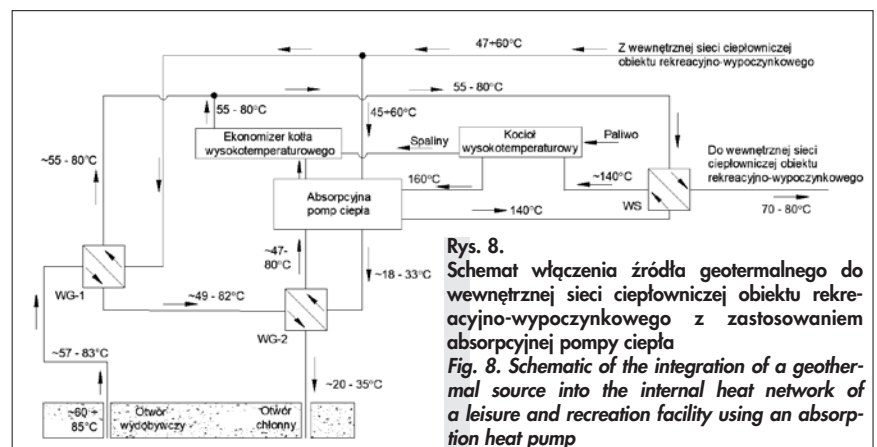 47÷60°C
Z wewnętrznej sieci ciepłowniczej
obiektu rekreacyjno-wypoczynkowego
55 - 80°C
55 - 80°C
45÷60°C
~55 - 80°C
Ekonomizer kotła
wysokotemperaturowego
Spaliny
Kocioł
wysokotemperaturowy
Paliwo
Do wewnętrznej sieci
ciepłowniczej obiektu
rekreacyjno-wypoczynkowego
160°C
~140°C
Absorpcyjna
pomp ciepła
140°C
WS
70 - 80°C
~47-
80°C
~18 - 33°C
WG-1
~49 - 82°C
WG-2
~57 - 83°C
~20 - 35°C
~60 ÷
85°C
Otwór
wydobywczy
Otwór
chłonny
Rys. 8.
Schemat włączenia źródła geotermalnego do
wewnętrznej sieci ciepłowniczej obiektu rekre-
acyjno-wypoczynkowego z zastosowaniem
absorpcyjnej pompy ciepła
Fig. 8. Schematic of the integration of a geother-
mal source into the internal heat network of
a leisure and recreation facility using an absorp-
tion heat pump